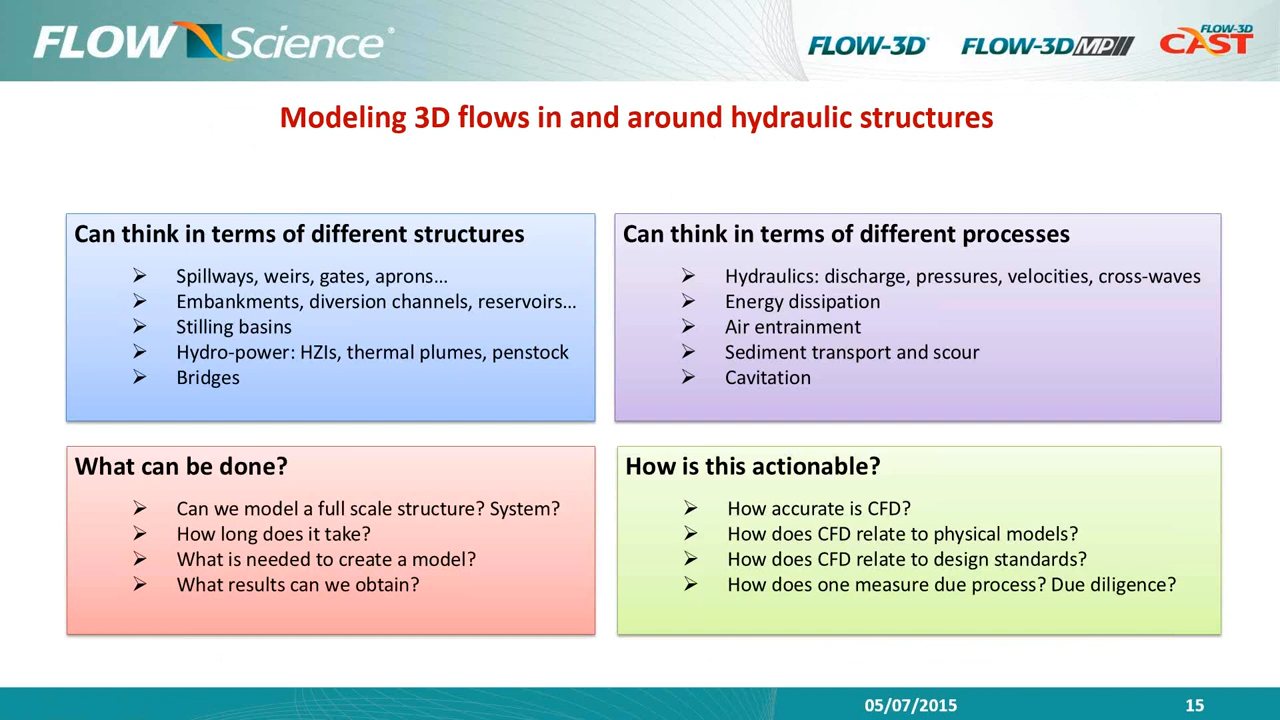 FLOW Science®
FLOW-3D®
FLOW-3D MP
FLOW-3D
CAST
Modeling 3D flows in and around hydraulic structures
Can think in terms of different structures
Spillways, weirs, gates, aprons…
Embankments, diversion channels, reservoirs…
Stilling basins
Hydro-power: HZIs, thermal plumes, penstock
Bridges
Can think in terms of different processes
Hydraulics: discharge, pressures, velocities, cross-waves
Energy dissipation
Air entrainment
Sediment transport and scour
Cavitation
What can be done?
Can we model a full scale structure? System?
How long does it take?
What is needed to create a model?
What results can we obtain?
How is this actionable?
How accurate is CFD?
How does CFD relate to physical models?
How does CFD relate to design standards?
How does one measure due process? Due diligence?
05/07/2015
15